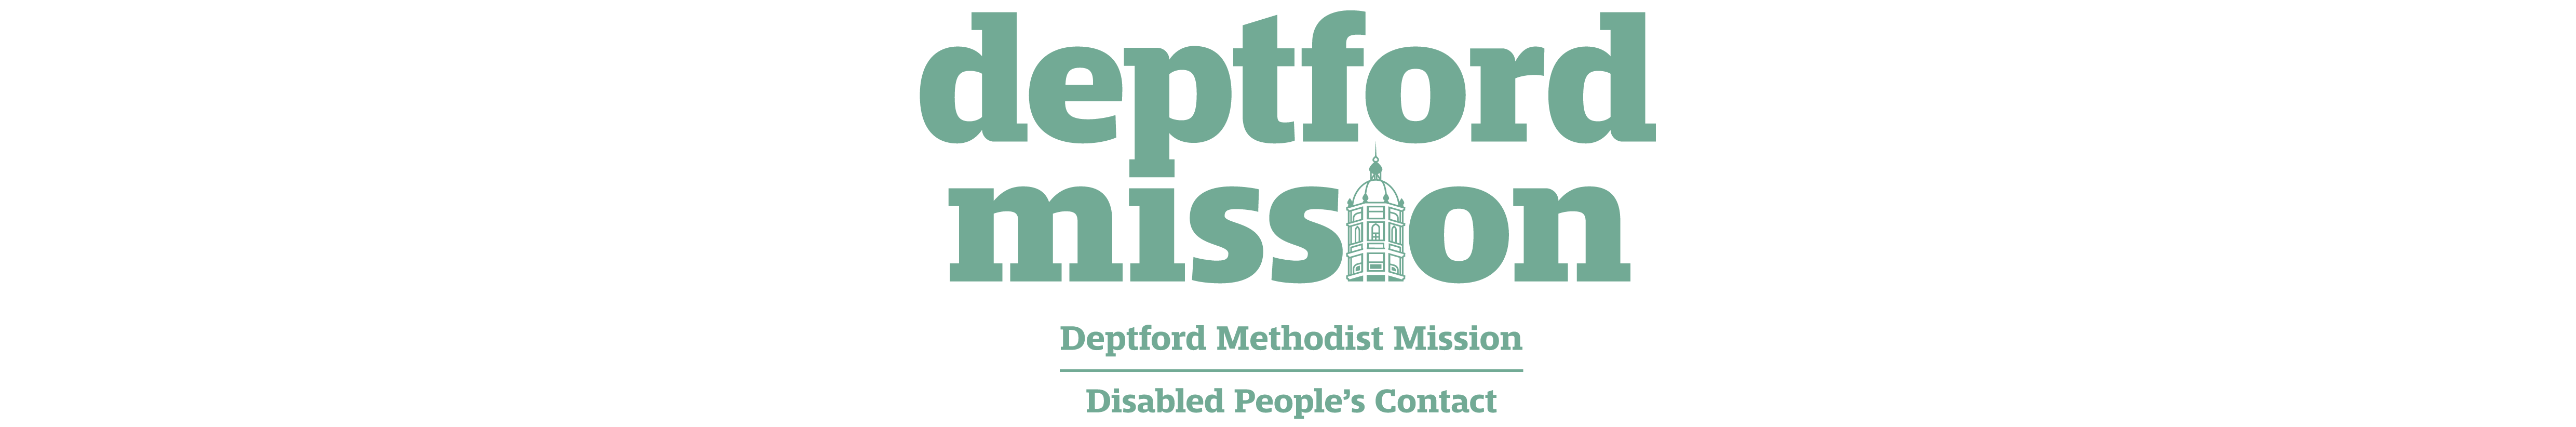 deptford
mission
Deptford Methodist Mission
Disabled People’s Contact